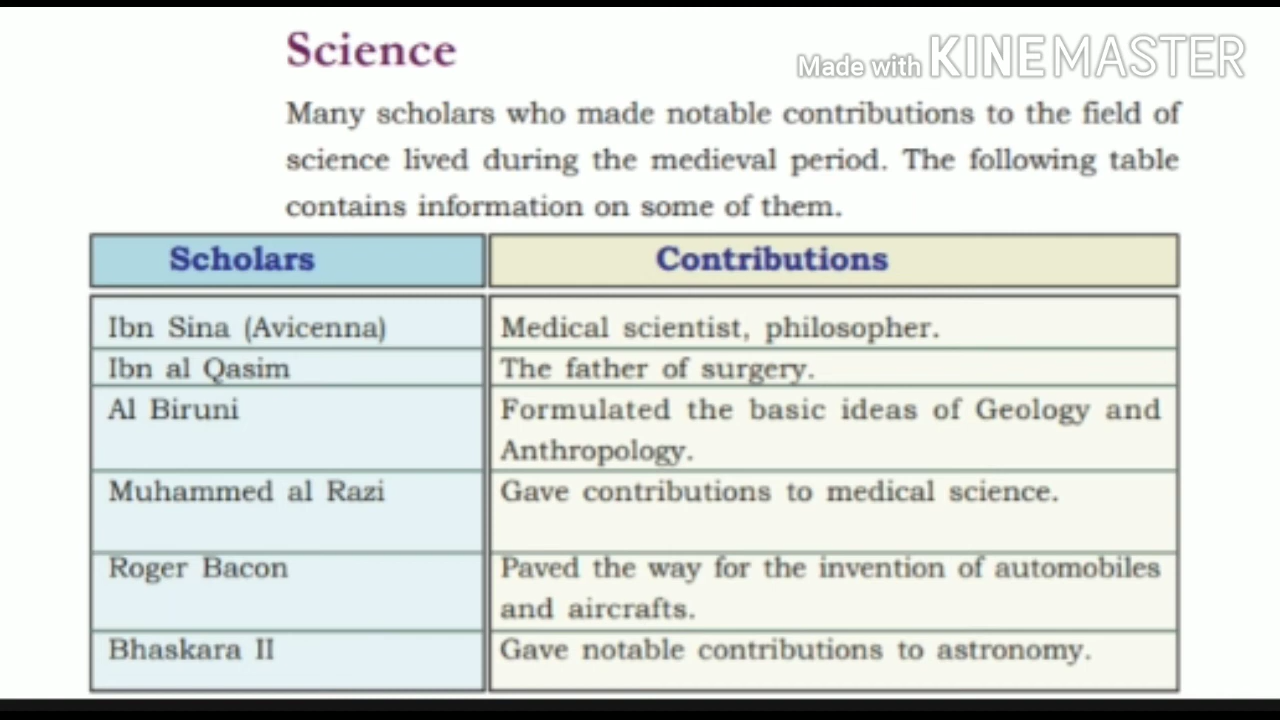 Science
Made with KINEMASTER
Many scholars who made notable contributions to the field of
science lived during the medieval period. The following table
contains information on some of them.
Scholars Contributions
Ibn Sina (Avicenna) Medical scientist, philosopher.
Ibn al Qasim The father of surgery.
Al Biruni Formulated the basic ideas of Geology and
Anthropology.
Muhammed al Razi Gave contributions to medical science.
Roger Bacon Paved the way for the invention of automobiles
and aircrafts.
Bhaskara II Gave notable contributions to astronomy.